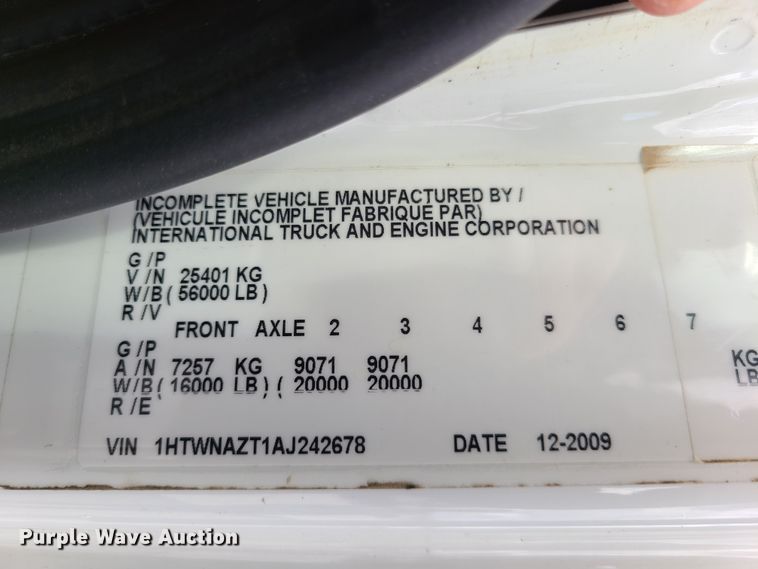 INCOMPLETE VEHICLE MANUFACTURED BY /
(VEHICULE INCOMPLET FABRIQUE PAR)
INTERNATIONAL TRUCK AND ENGINE CORPORATION
G /P
V / N 25401 KG
W/B ( 56000 LB )
R / V
FRONT AXLE 2 3 4 5 6 7
G /P
A / N 7257 KG 9071 9071 KG
W/B( 16000 LB) ( 20000 20000 LB
R /E
VIN 1HTWNAZT1AJ242678 DATE 12-2009
Purple Wave Auction